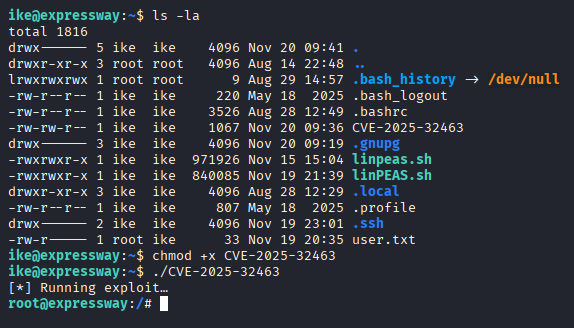 ike@expressway:~$ ls -la
total 1816
drwx------ 5 ike  ike    4096 Nov 20 09:41 .
drwxr-xr-x 3 root root   4096 Aug 14 22:48 ..
lrwxrwxrwx 1 root root      9 Aug 29 14:57 .bash_history -> /dev/null
-rw-r--r-- 1 ike  ike     220 May 18  2025 .bash_logout
-rw-r--r-- 1 ike  ike    3526 Aug 28 12:49 .bashrc
-rw-rw-r-- 1 ike  ike    1067 Nov 20 09:36 CVE-2025-32463
drwx------ 3 ike  ike    4096 Nov 20 09:19 .gnupg
-rwxrwxr-x 1 ike  ike  971926 Nov 15 15:04 linpeas.sh
-rwxrwxr-x 1 ike  ike  840085 Nov 19 21:39 linPEAS.sh
drwxr-xr-x 3 ike  ike    4096 Aug 28 12:29 .local
-rw-r--r-- 1 ike  ike     807 May 18  2025 .profile
drwx------ 2 ike  ike    4096 Nov 19 23:01 .ssh
-rw-r----- 1 root ike      33 Nov 19 20:35 user.txt
ike@expressway:~$ chmod +x CVE-2025-32463
ike@expressway:~$ ./CVE-2025-32463
[*] Running exploit…
root@expressway:/#